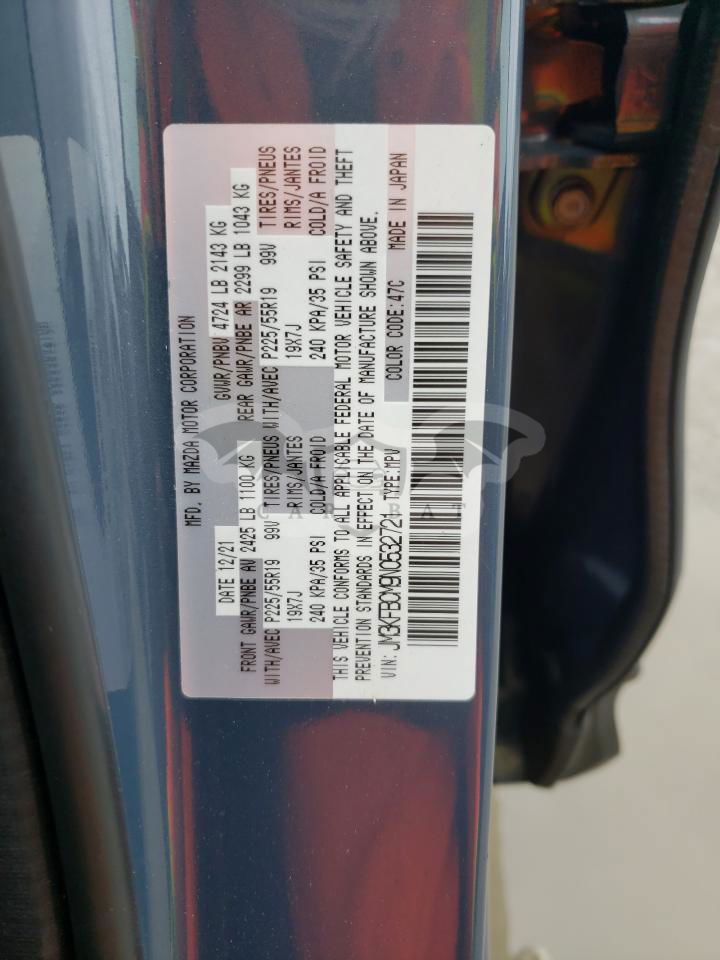 MFD. BY MAZDA MOTOR CORPORATION
DATE 12/21 GVWR/PNBV 4724 LB 2143 KG
FRONT GAWR/PNBE AV 2425 LB 1100 KG REAR GAWR/PNBE AR 2299 LB 1043 KG
WITH/AVEC P225/55R19 99V TIRES/PNEUS WITH/AVEC P225/55R19 99V TIRES/PNEUS
19X7J RIMS/JANTES 19X7J RIMS/JANTES
240 KPA/35 PSI COLD/A FROID 240 KPA/35 PSI COLD/A FROID
THIS VEHICLE CONFORMS TO ALL APPLICABLE FEDERAL MOTOR VEHICLE SAFETY AND THEFT
PREVENTION STANDARDS IN EFFECT ON THE DATE OF MANUFACTURE SHOWN ABOVE.
VIN: JM3KFBCM9N0532721 TYPE:MPV COLOR CODE:47C MADE IN JAPAN
CARBAT